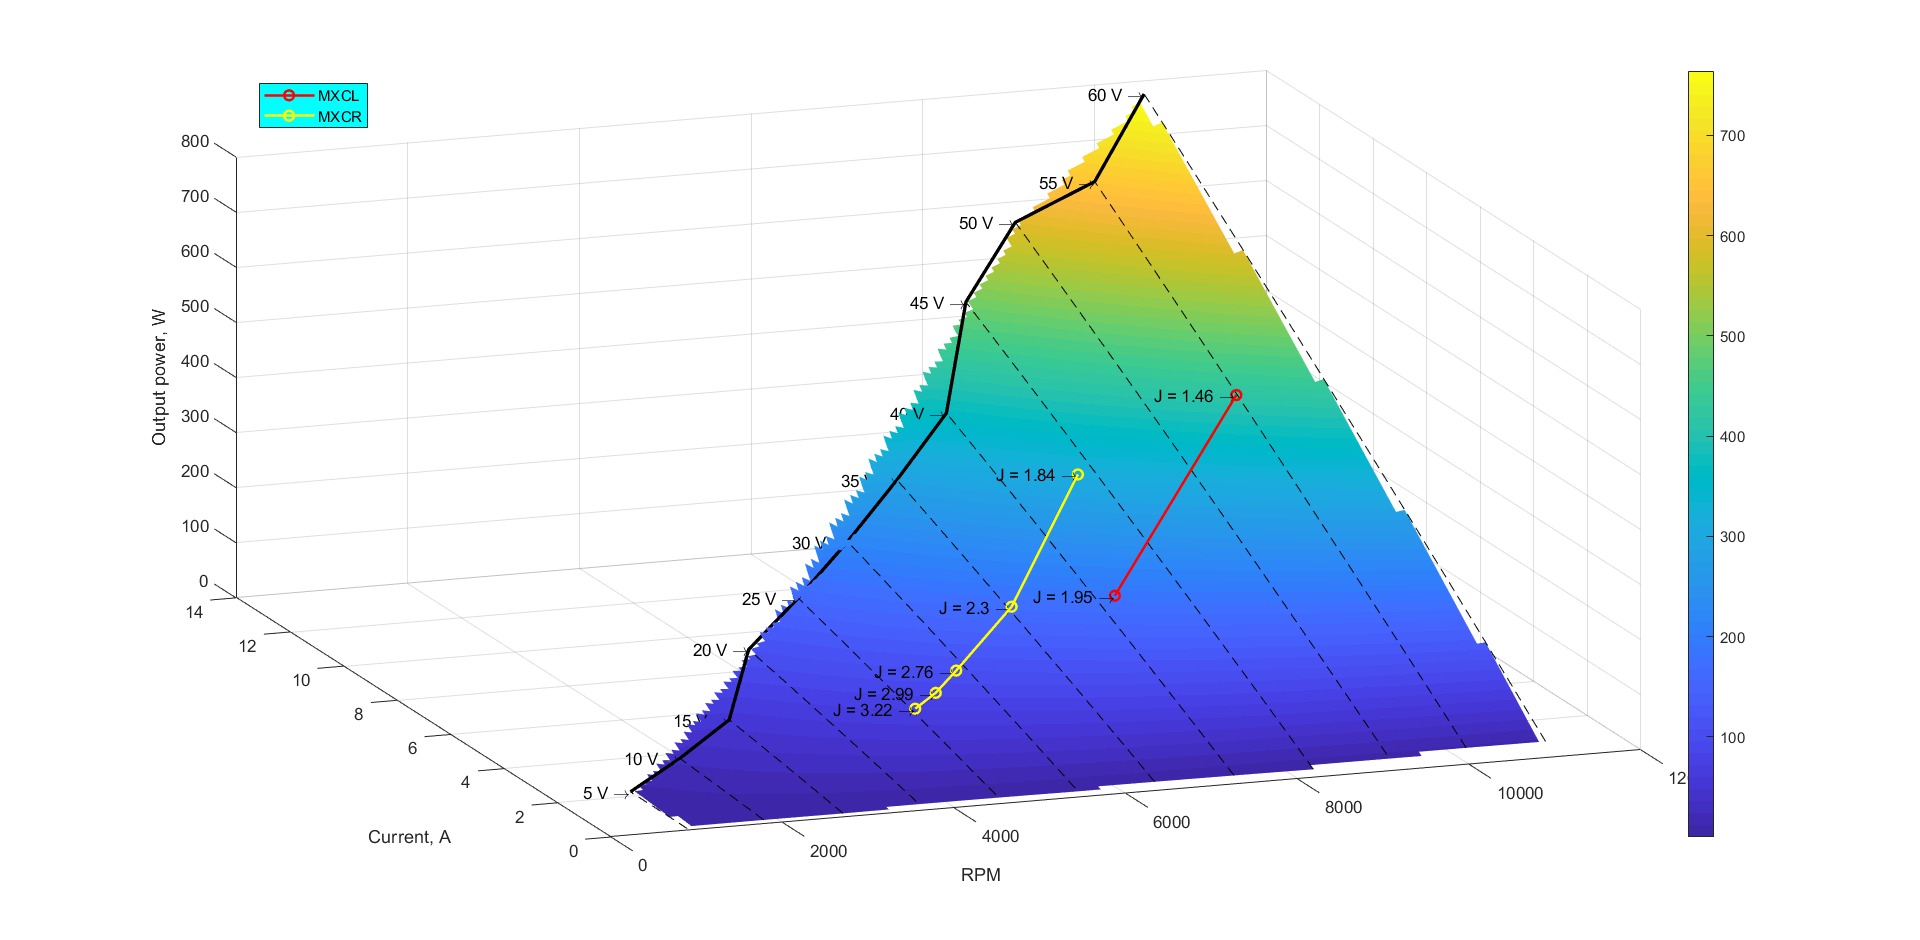 MXCL
MXCR
800
700
600
500
400
300
200
100
0
Output power, W
14
12
10
8
6
4
2
0
Current, A
0
2000
4000
6000
8000
10000
12
RPM
60 V
55 V
50 V
45 V
40 V
35
30 V
25 V
20 V
15
10 V
5 V
J = 1.46
J = 1.84
J = 1.95
J = 2.3
J = 2.76
J = 2.99
J = 3.22
700
600
500
400
300
200
100